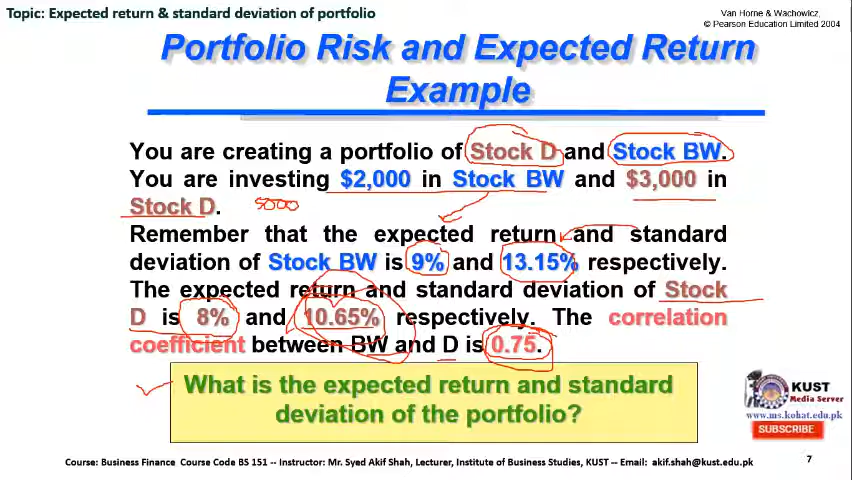 Topic: Expected return & standard deviation of portfolio
Van Horne & Wachowicz,
© Pearson Education Limited 2004
Portfolio Risk and Expected Return
Example
You are creating a portfolio of Stock D and Stock BW.
You are investing $2,000 in Stock BW and $3,000 in
Stock D.
5000
Remember that the expected return and standard
deviation of Stock BW is 9% and 13.15% respectively.
The expected return and standard deviation of Stock
D is 8% and 10.65% respectively. The correlation
coefficient between BW and D is 0.75.
What is the expected return and standard
deviation of the portfolio?
KUST
Media Server
www.ms.kohat.edu.pk
SUBSCRIBE
Course: Business Finance Course Code BS 151 -- Instructor: Mr. Syed Akif Shah, Lecturer, Institute of Business Studies, KUST -- Email: akif.shah@kust.edu.pk
7